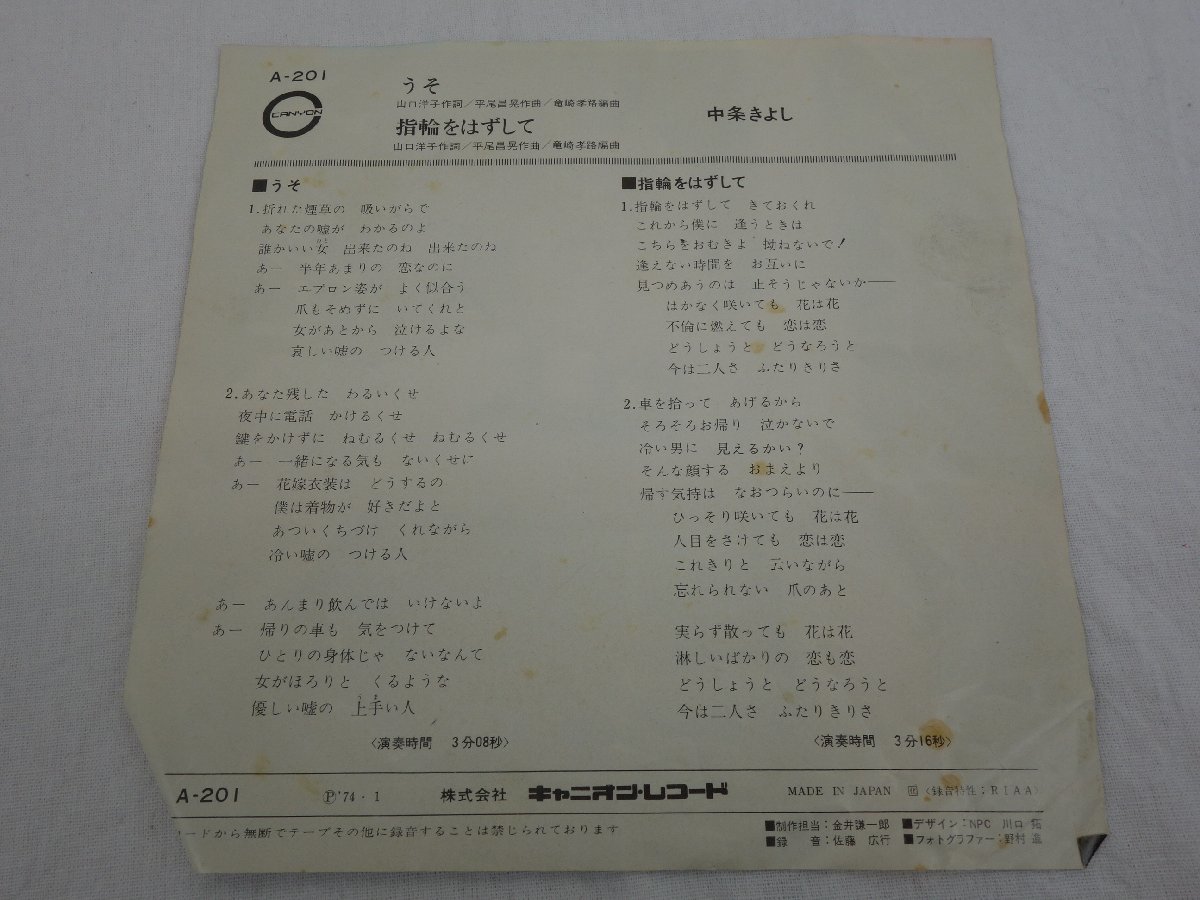 A-201
CANYON
うそ
山口洋子作詞／平尾昌晃作曲／竜崎孝路編曲
指輪をはずして
山口洋子作詞／平尾昌晃作曲／竜崎孝路編曲
中条きよし
■うそ
1.折れた煙草の 吸いがらで
あなたの嘘が わかるのよ
誰かいい女 出来たのね 出来たのね
あー 半年あまりの 恋なのに
あー エプロン姿が よく似合う
爪もそめずに いてくれと
女があとから 泣けるよな
哀しい嘘の つける人
2.あなた残した わるいくせ
夜中に電話 かけるくせ
鍵をかけずに ねむるくせ ねむるくせ
あー 一緒になる気も ないくせに
あー 花嫁衣装は どうするの
僕は着物が 好きだよと
あついくちづけ くれながら
冷い嘘の つける人
あー あんまり飲んでは いけないよ
あー 帰りの車も 気をつけて
ひとりの身体じゃ ないなんて
女がほろりと くるような
優しい嘘の 上手い人
〈演奏時間 3分08秒〉
■指輪をはずして
1.指輪をはずして きておくれ
これから僕に 逢うときは
こちらをおむきよ 拗ねないで！
逢えない時間を お互いに
見つめあうのは 止そうじゃないか──
はかなく咲いても 花は花
不倫に燃えても 恋は恋
どうしょうと どうなろうと
今は二人さ ふたりきりさ
2.車を拾って あげるから
そろそろお帰り 泣かないで
冷い男に 見えるかい？
そんな顔する おまえより
帰す気持は なおつらいのに──
ひっそり咲いても 花は花
人目をさけても 恋は恋
これきりと 云いながら
忘れられない 爪のあと
実らず散っても 花は花
淋しいばかりの 恋も恋
どうしょうと どうなろうと
今は二人さ ふたりきりさ
〈演奏時間 3分16秒〉
A-201 Ⓟ'74・1 株式会社 キャニオン・レコード MADE IN JAPAN 〈録音特性；RIAA〉
コードから無断でテープその他に録音することは禁じられております
■制作担当：金井謙一郎 ■デザイン：NPC 川口 拓
■録 音：佐藤 広行 ■フォトグラファー：野村 進